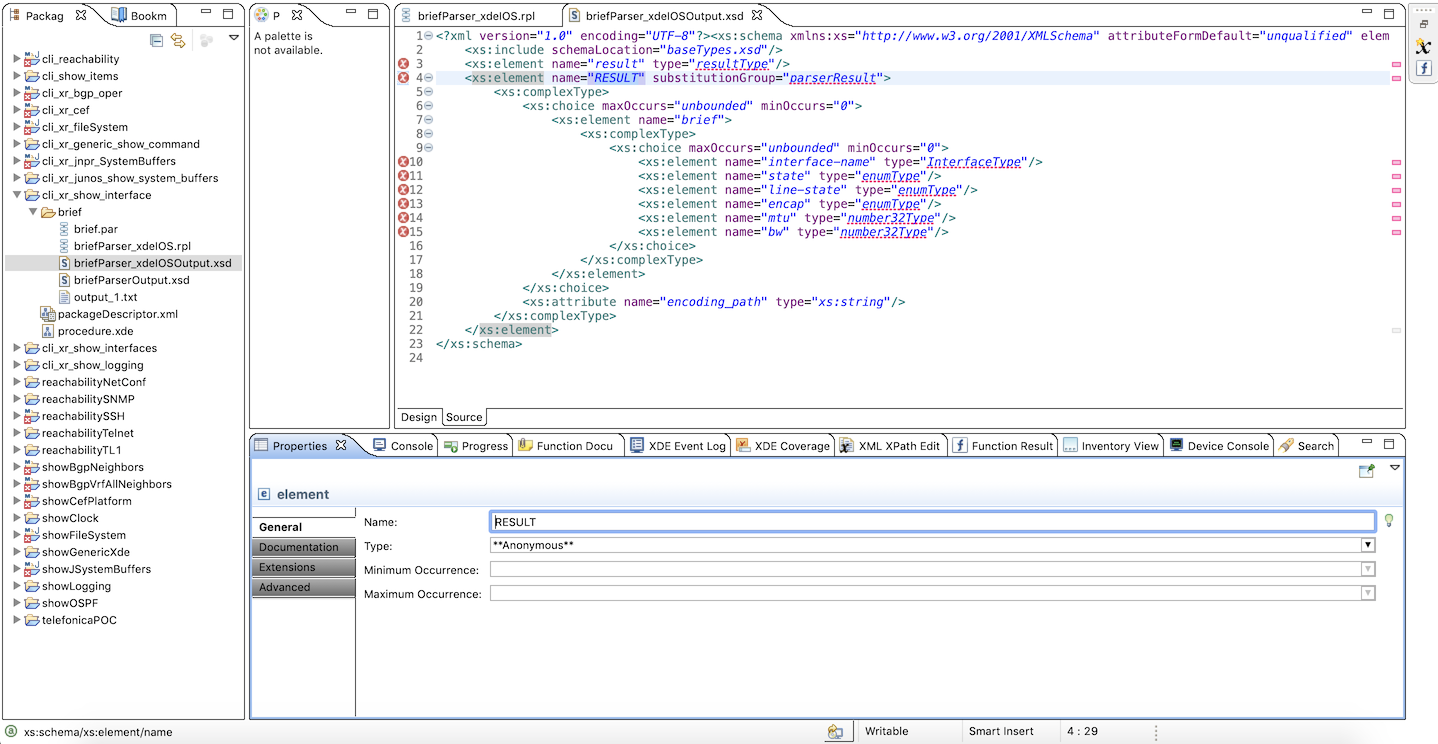 Packag
Bookm
cli_reachability
cli_show_items
cli_xr_bgp_oper
cli_xr_cef
cli_xr_fileSystem
cli_xr_generic_show_command
cli_xr_jnpr_SystemBuffers
cli_xr_junos_show_system_buffers
cli_xr_show_interface
brief
brief.par
briefParser_xdeIOS.rpl
briefParser_xdeIOSOutput.xsd
briefParserOutput.xsd
output_1.txt
packageDescriptor.xml
procedure.xde
cli_xr_show_interfaces
cli_xr_show_logging
reachabilityNetConf
reachabilitySNMP
reachabilitySSH
reachabilityTelnet
reachabilityTL1
showBgpNeighbors
showBgpVrfAllNeighbors
showCefPlatform
showClock
showFileSystem
showGenericXde
showJSystemBuffers
showLogging
showOSPF
telefonicaPOC
P
A palette is
not available.
briefParser_xdeIOS.rpl
briefParser_xdeIOSOutput.xsd
1 <?xml version="1.0" encoding="UTF-8"?><xs:schema xmlns:xs="http://www.w3.org/2001/XMLSchema" attributeFormDefault="unqualified" elem
2 <xs:include schemaLocation="baseTypes.xsd"/>
3 <xs:element name="result" type="resultType"/>
4 <xs:element name="RESULT" substitutionGroup="parserResult">
5 <xs:complexType>
6 <xs:choice maxOccurs="unbounded" minOccurs="0">
7 <xs:element name="brief">
8 <xs:complexType>
9 <xs:choice maxOccurs="unbounded" minOccurs="0">
10 <xs:element name="interface-name" type="InterfaceType"/>
11 <xs:element name="state" type="enumType"/>
12 <xs:element name="line-state" type="enumType"/>
13 <xs:element name="encap" type="enumType"/>
14 <xs:element name="mtu" type="number32Type"/>
15 <xs:element name="bw" type="number32Type"/>
16 </xs:choice>
17 </xs:complexType>
18 </xs:element>
19 </xs:choice>
20 <xs:attribute name="encoding_path" type="xs:string"/>
21 </xs:complexType>
22 </xs:element>
23 </xs:schema>
24
Design
Source
Properties
Console
Progress
Function Docu
XDE Event Log
XDE Coverage
XML XPath Edit
Function Result
Inventory View
Device Console
Search
element
General
Documentation
Extensions
Advanced
Name:
RESULT
Type:
**Anonymous**
Minimum Occurrence:
Maximum Occurrence:
xs:schema/xs:element/name
Writable
Smart Insert
4 : 29